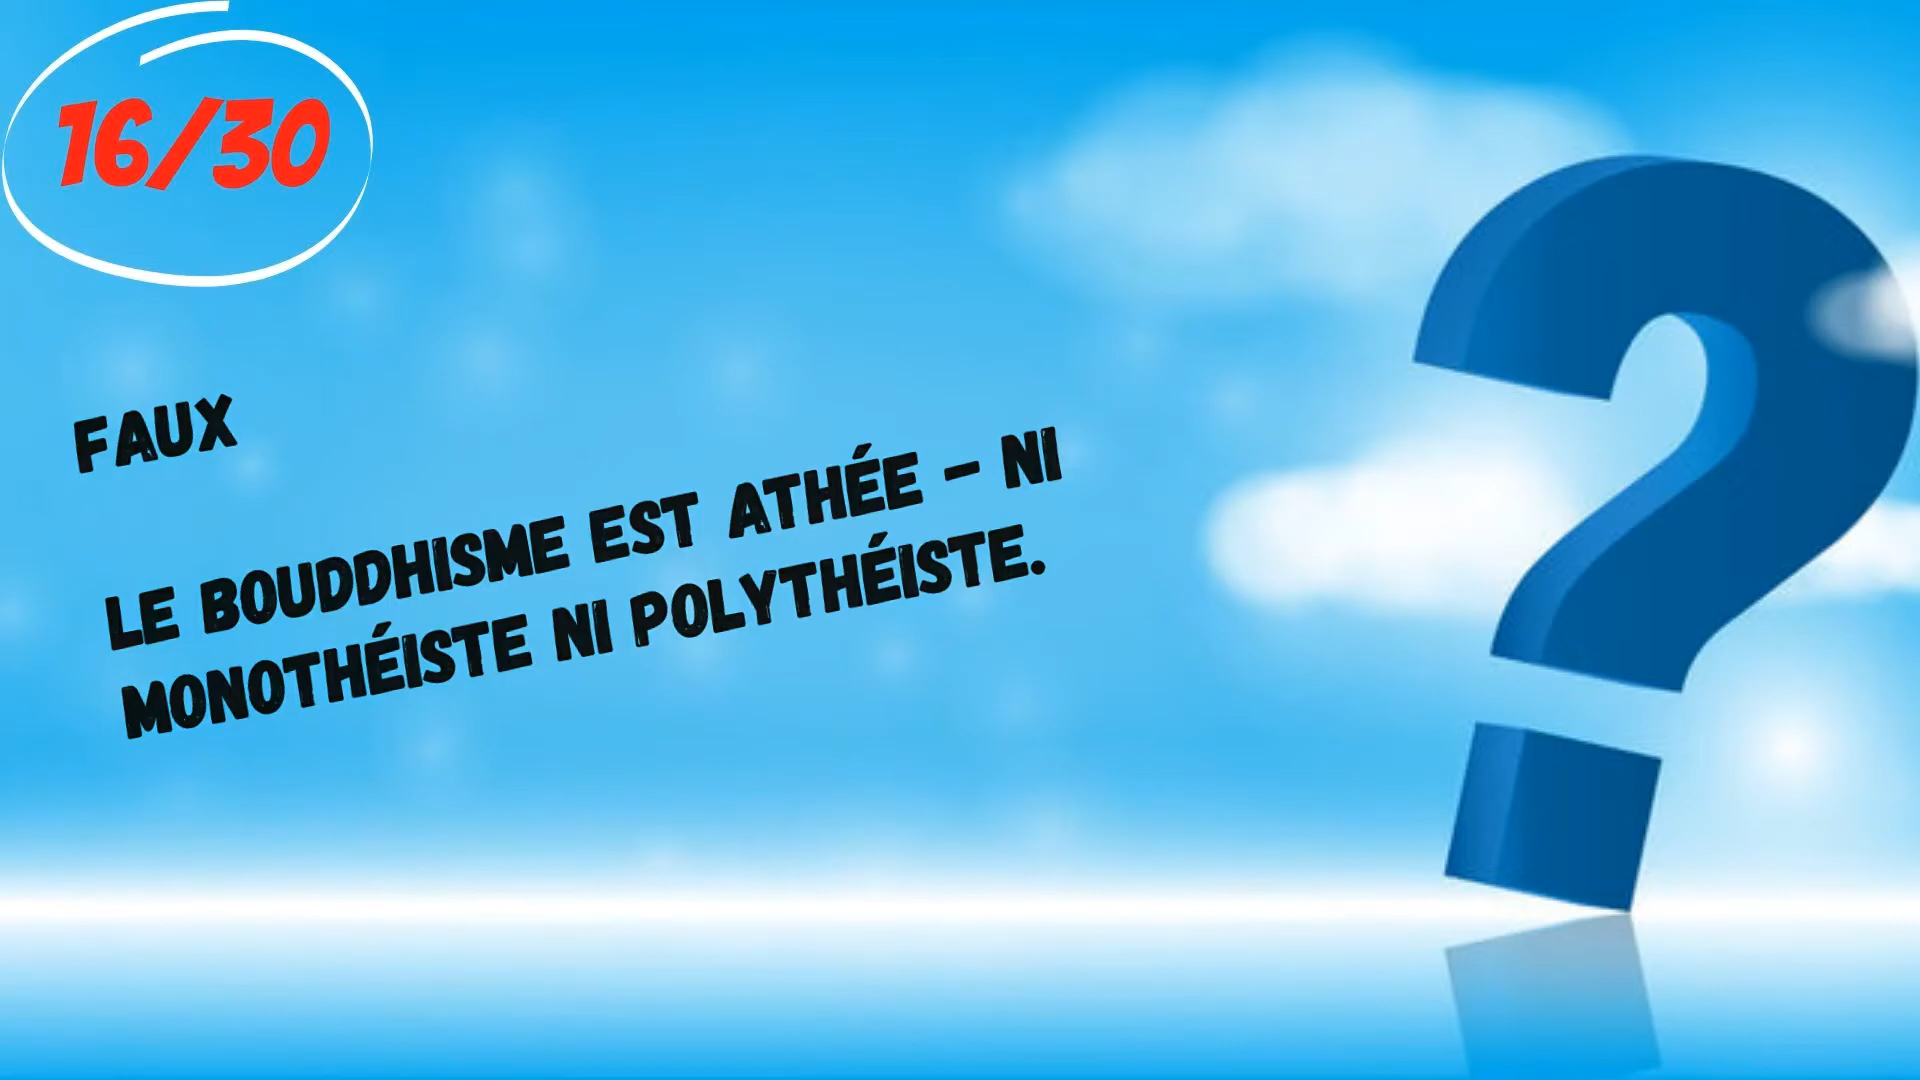 16/30
FAUX
LE BOUDDHISME EST ATHÉE – NI
MONOTHÉISTE NI POLYTHÉISTE.